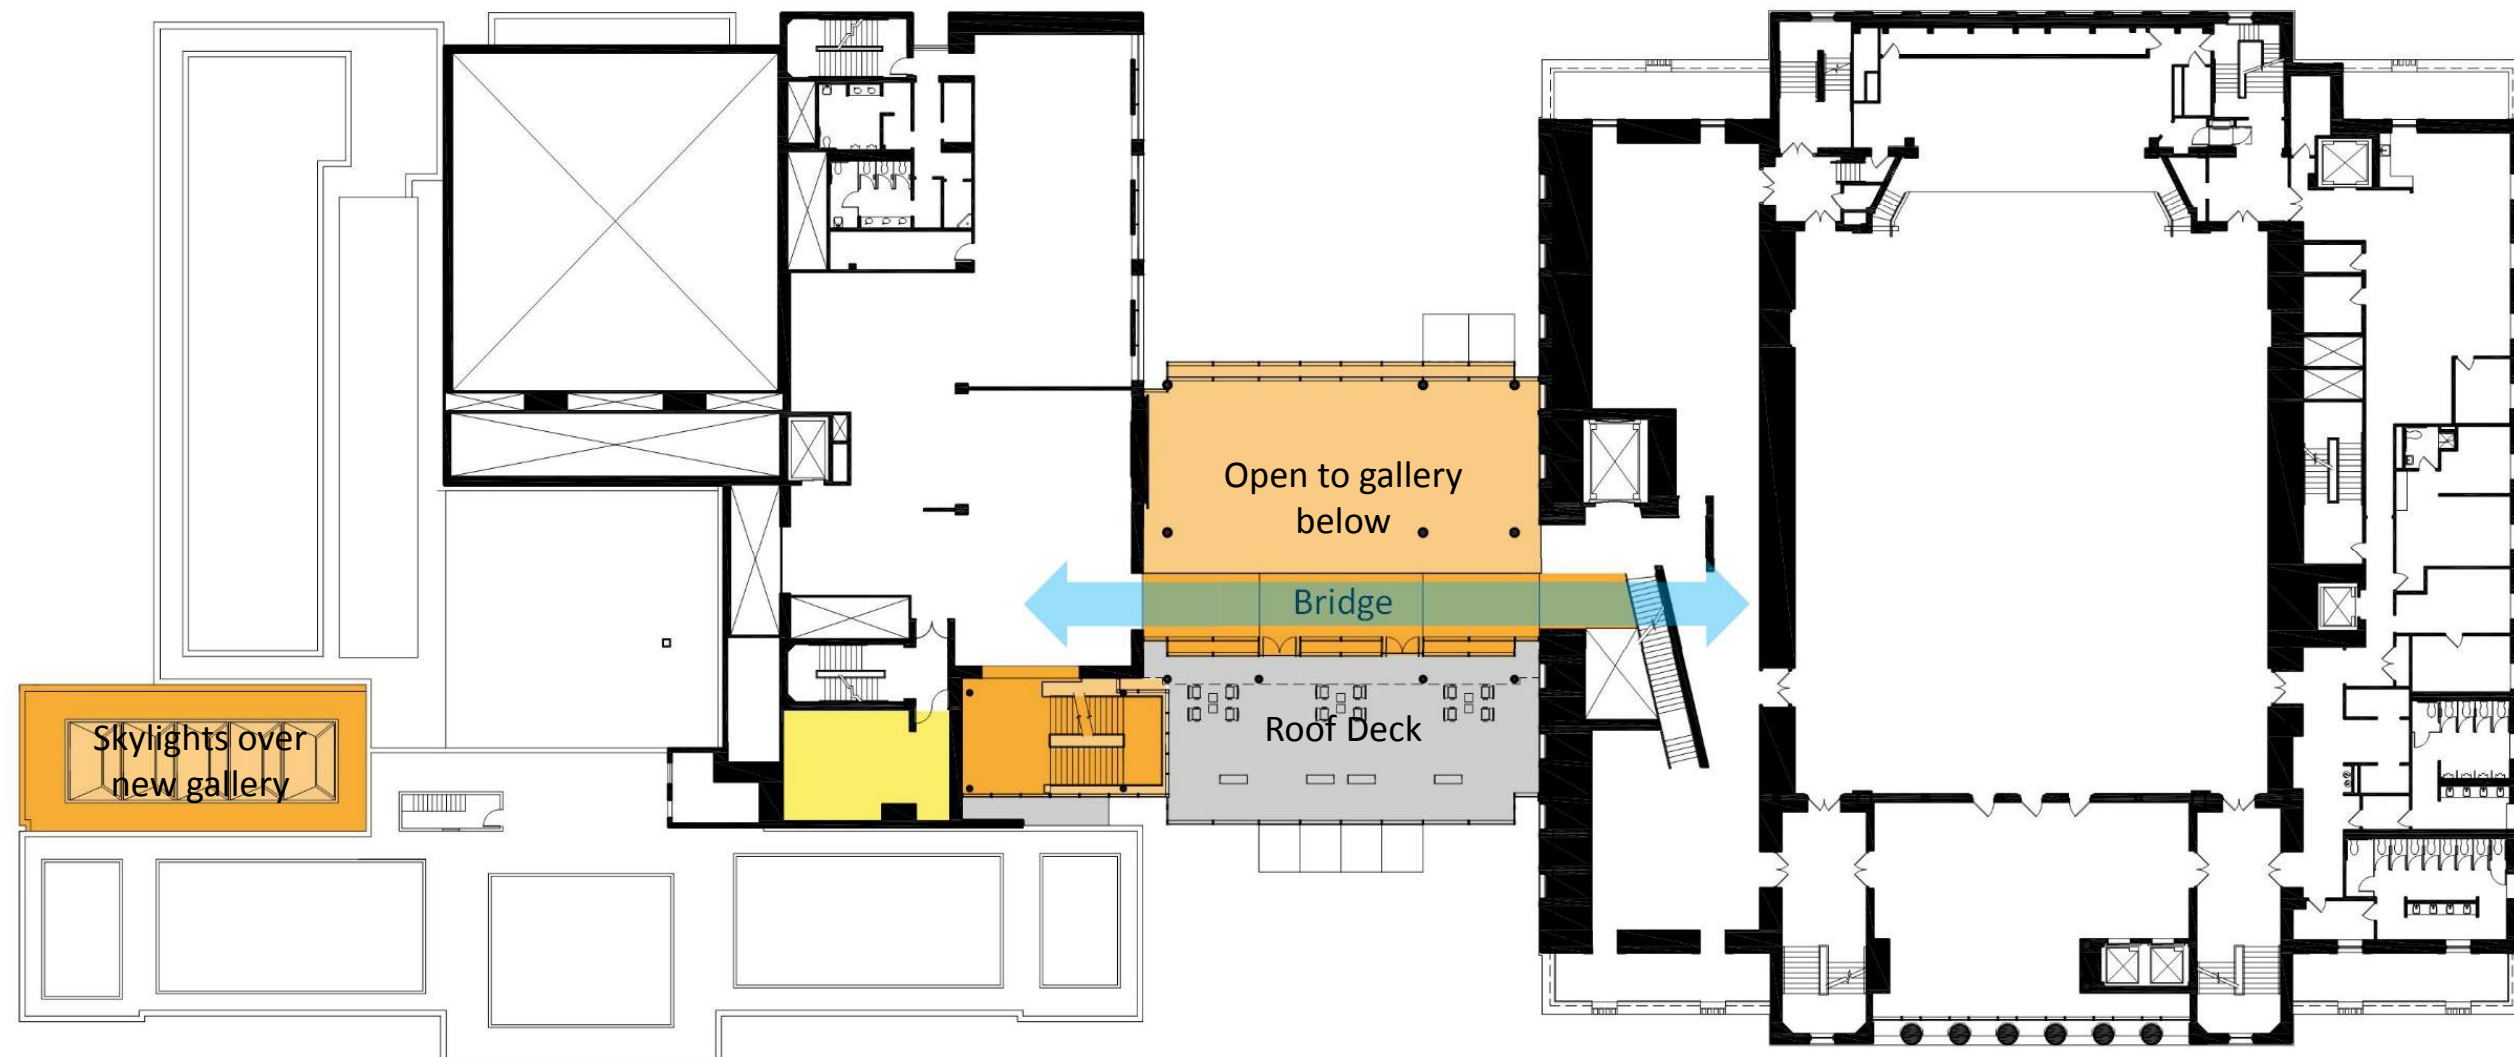 Open to gallery
below
Bridge
Roof Deck
Skylights over
new gallery